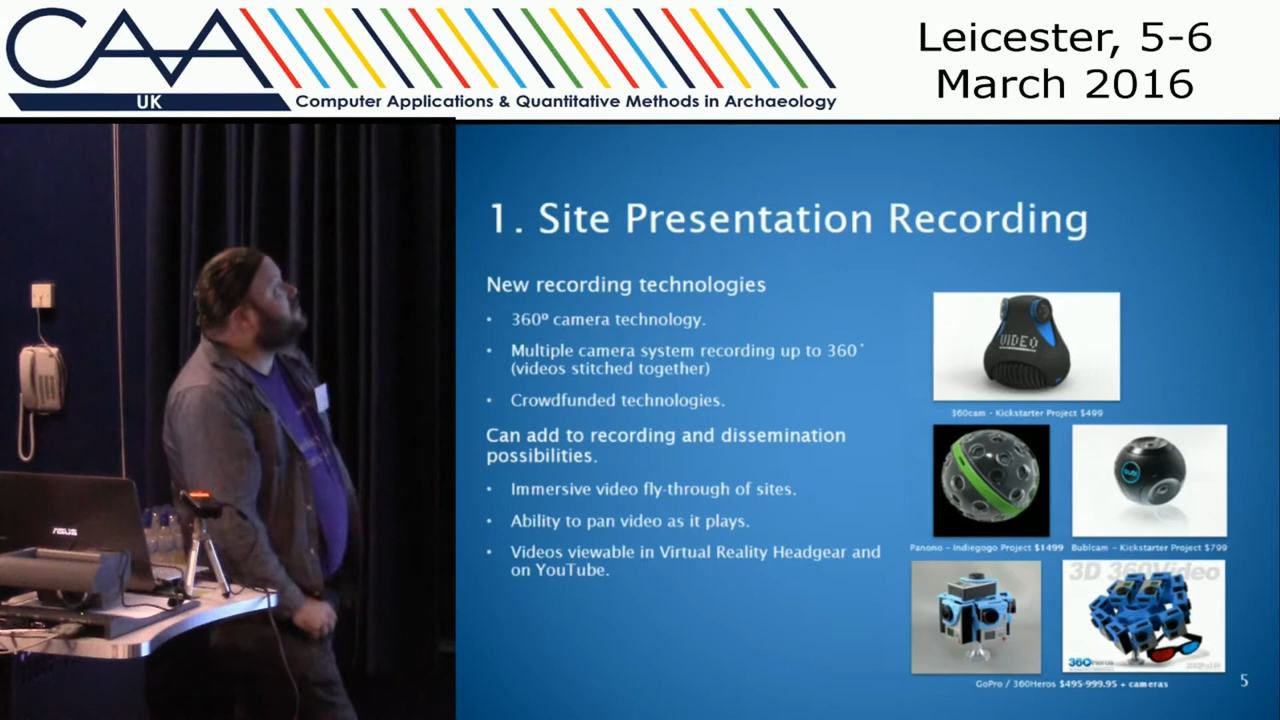 CAA
UK
Computer Applications & Quantitative Methods in Archaeology
Leicester, 5-6
March 2016
1. Site Presentation Recording
New recording technologies
• 360º camera technology.
• Multiple camera system recording up to 360°
(videos stitched together)
• Crowdfunded technologies.
Can add to recording and dissemination
possibilities.
• Immersive video fly-through of sites.
• Ability to pan video as it plays.
• Videos viewable in Virtual Reality Headgear and
on YouTube.
VIDEO
360cam - Kickstarter Project $499
bubl
Panono - Indiegogo Project $1499
Bublcam - Kickstarter Project $799
3D 360Video
360Heros
GoPro / 360Heros $495-999.95 + cameras
5
ASUS